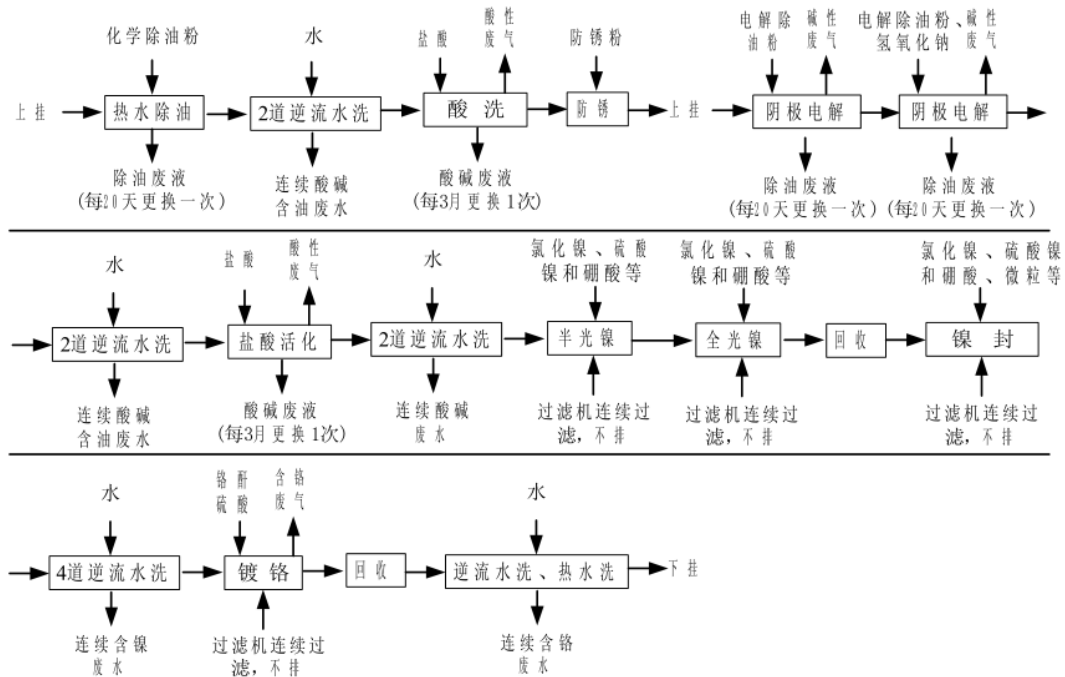 化学除油粉
水
盐酸
酸性
废气
防锈粉
电解除
油粉
碱性
废气
电解除油粉、
氢氧化钠
碱性
废气
上挂
热水除油
2道逆流水洗
酸洗
防锈
上挂
阴极电解
阴极电解
除油废液
(每20天更换一次)
连续酸碱
含油废水
酸碱废液
(每3月更换1次)
除油废液
(每20天更换一次)
除油废液
(每20天更换一次)
水
盐酸
酸性
废气
水
氯化镍、硫酸
镍和硼酸等
氯化镍、硫酸
镍和硼酸等
氯化镍、硫酸镍
和硼酸、微粒等
2道逆流水洗
盐酸活化
2道逆流水洗
半光镍
全光镍
回收
镍封
连续酸碱
含油废水
酸碱废液
(每3月更换1次)
连续酸碱
废水
过滤机连续过
滤，不排
过滤机连续过
滤，不排
过滤机连续过
滤，不排
水
铬酐
硫酸
含铬
废气
水
4道逆流水洗
镀铬
回收
逆流水洗、热水洗
下挂
连续含镍
废水
过滤机连续过
滤，不排
连续含铬
废水